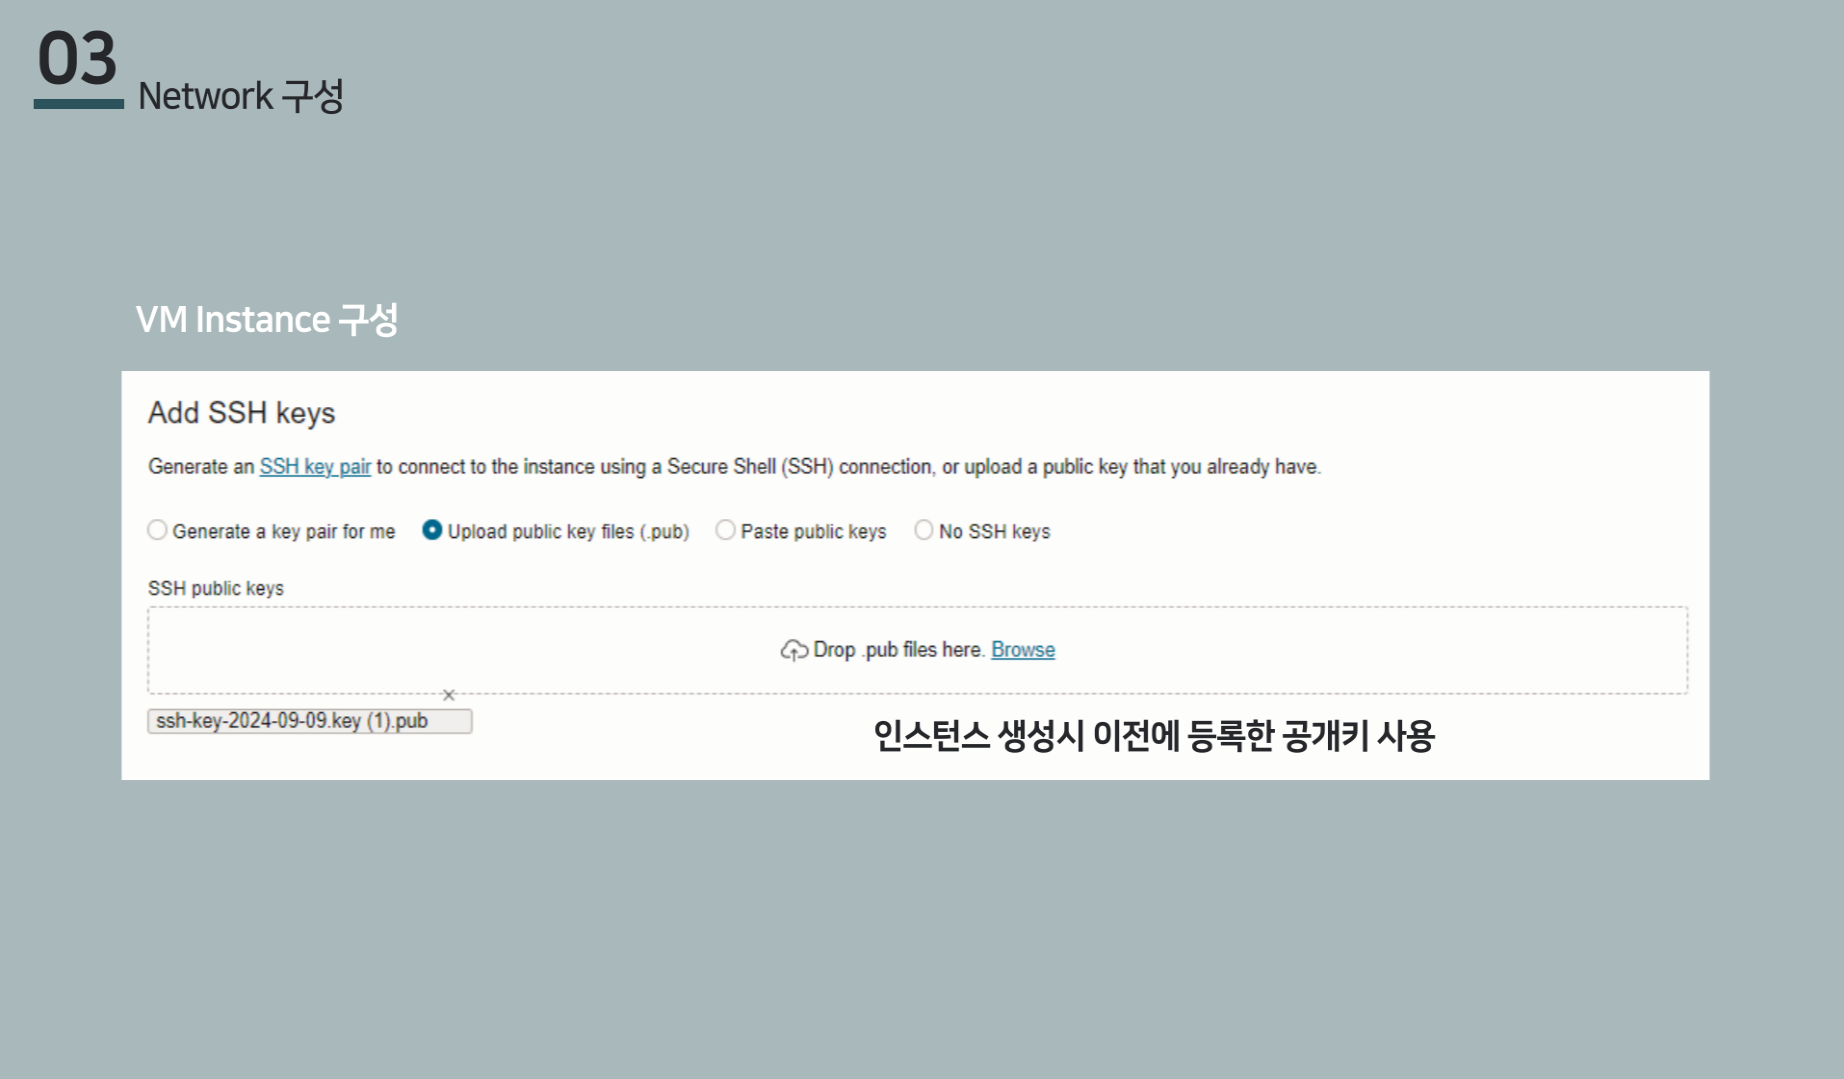 03
Network 구성
VM Instance 구성
Add SSH keys
Generate an SSH key pair to connect to the instance using a Secure Shell (SSH) connection, or upload a public key that you already have.
Generate a key pair for me Upload public key files (.pub) Paste public keys No SSH keys
SSH public keys
Drop .pub files here. Browse
ssh-key-2024-09-09.key (1).pub
인스턴스 생성시 이전에 등록한 공개키 사용